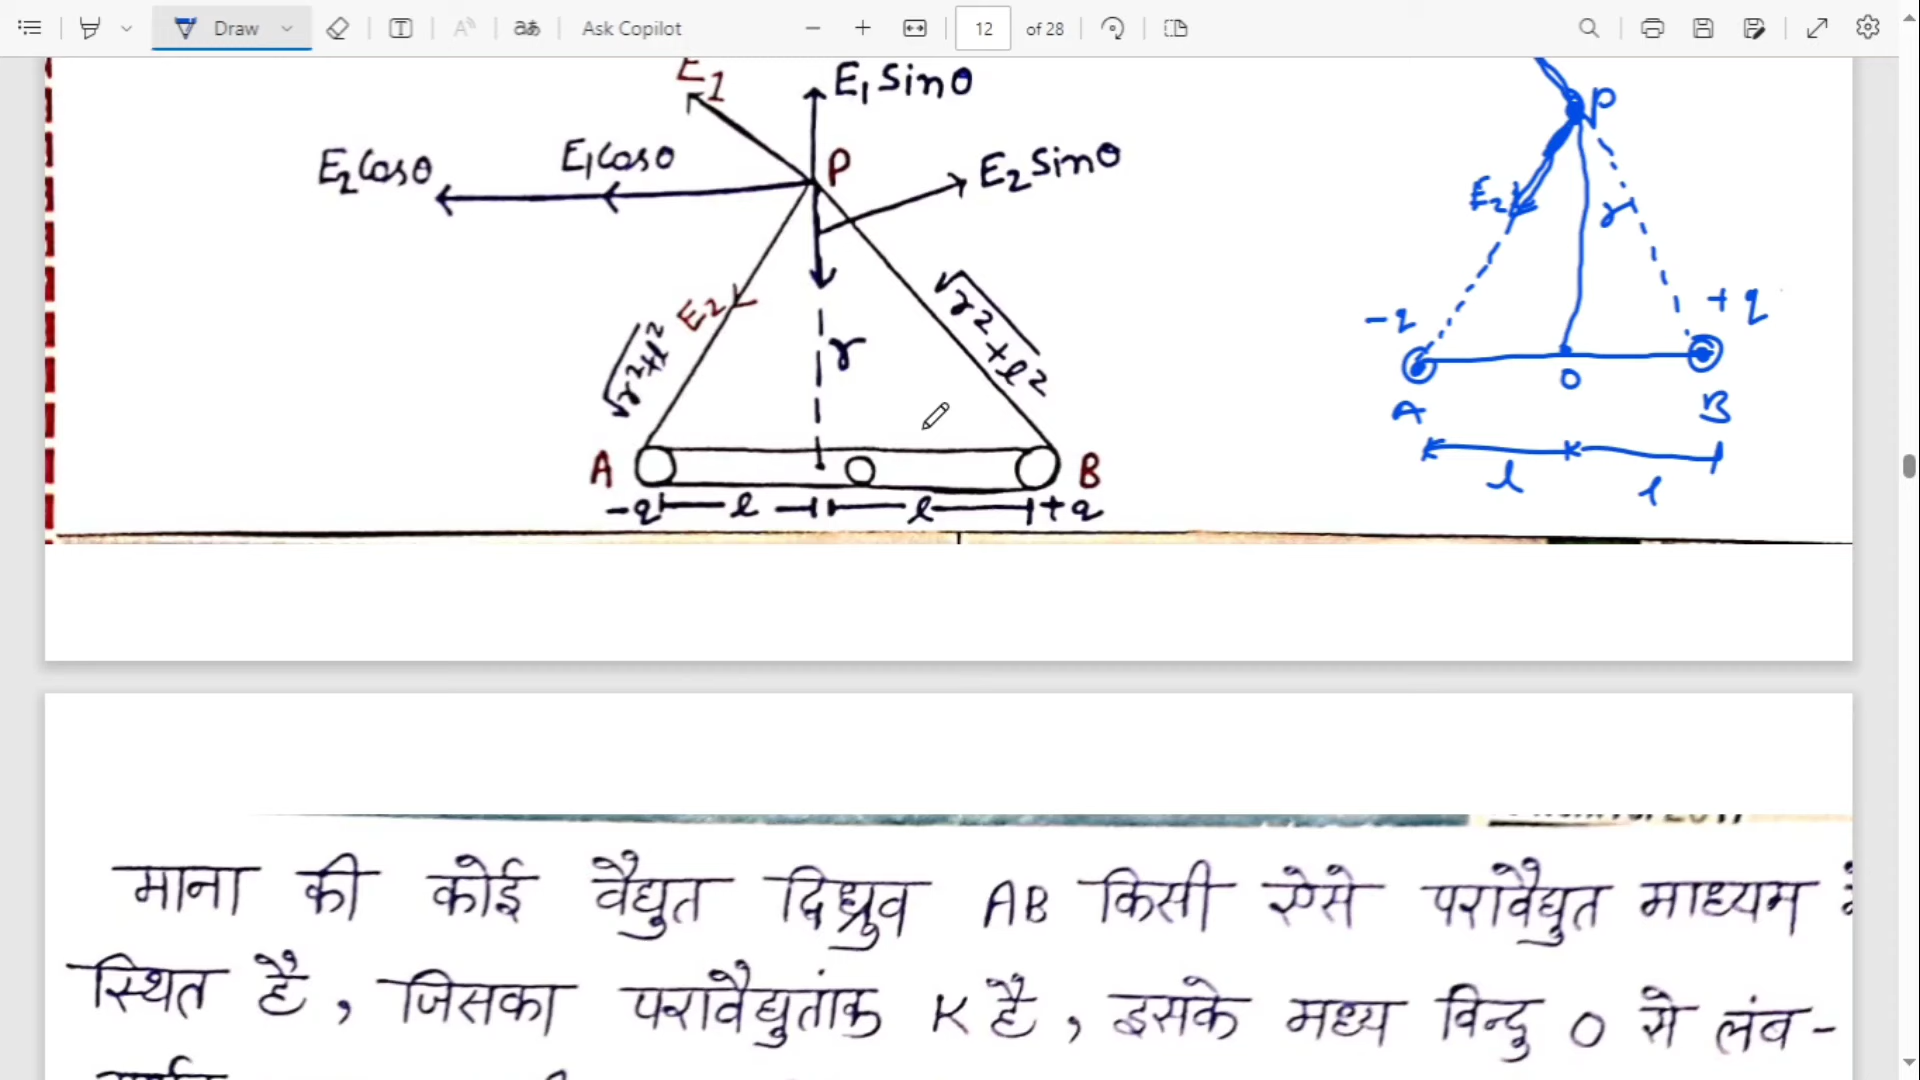 Draw
Ask Copilot
12 of 28
E1
E1 Sinθ
P
E2 Cosθ
E1 Cosθ
E2 Sinθ
E2
√r²+l²
r
√r²+l²
A
B
-q
l
l
+q
P
E2
r
-q
+q
O
A
B
l
l
माना की कोई वैद्युत द्विध्रुव AB किसी ऐसे परावैद्युत माध्यम
स्थित है, जिसका परावैद्युतांक K है, इसके मध्य विन्दु O से लंव-